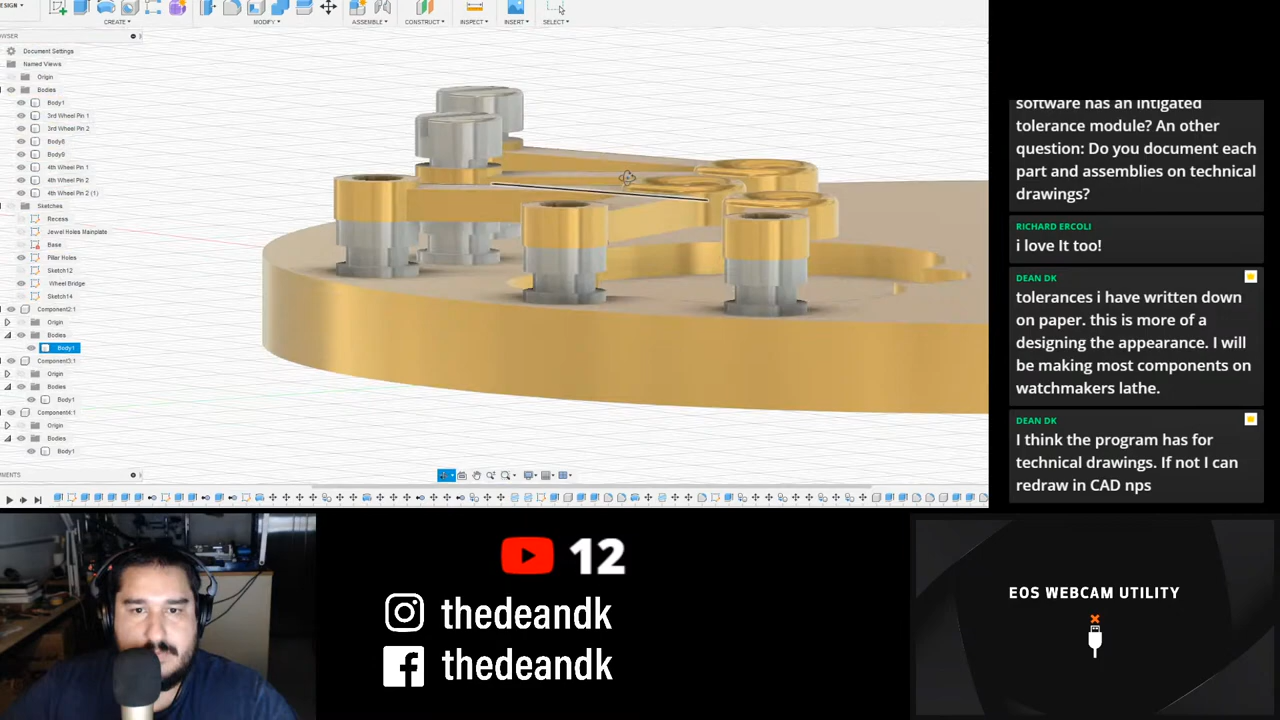 ESIGN
CREATE
MODIFY
ASSEMBLE
CONSTRUCT
INSPECT
INSERT
SELECT
OWSER
Document Settings
Named Views
Origin
Bodies
Body1
3rd Wheel Pin 1
3rd Wheel Pin 2
Body8
Body9
4th Wheel Pin 1
4th Wheel Pin 2
4th Wheel Pin 2 (1)
Sketches
Recess
Jewel Holes Mainplate
Base
Pillar Holes
Sketch12
Wheel Bridge
Sketch14
Component2:1
Origin
Bodies
Body1
Component3:1
Origin
Bodies
Body1
Component4:1
Origin
Bodies
Body1
MMENTS
software has an intigated
tolerance module? An other
question: Do you document each
part and assemblies on technical
drawings?
RICHARD ERCOLI
i love It too!
DEAN DK
tolerances i have written down
on paper. this is more of a
designing the appearance. I will
be making most components on
watchmakers lathe.
DEAN DK
I think the program has for
technical drawings. If not I can
redraw in CAD nps
12
thedeandk
thedeandk
EOS WEBCAM UTILITY